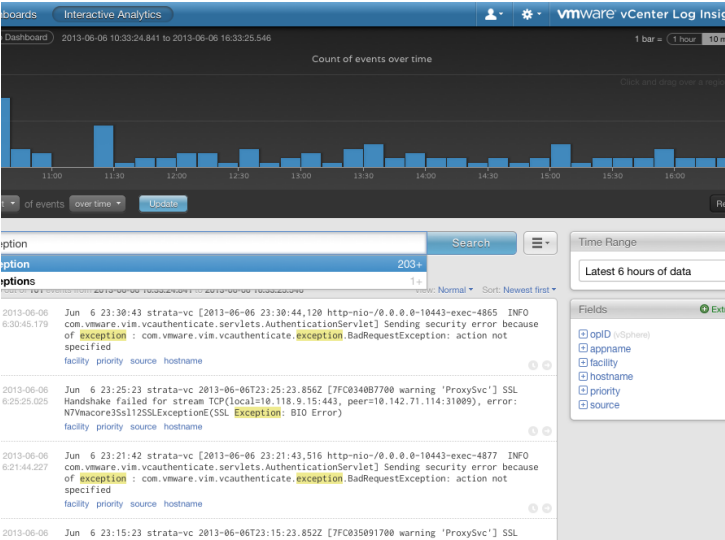 hboards Interactive Analytics vmware vCenter Log Insig
Dashboard) 2013-06-06 10:33:24.841 to 2013-06-06 16:33:25.546 1 bar = 1 hour 10 m
Count of events over time
Click and drag over a regio
11:00 11:30 12:00 12:30 13:00 13:30 14:00 14:30 15:00 15:30 16:00
t of events over time Update Re
eption Search
eption 203+
eptions 1+
View: Normal Sort: Newest first
Time Range
Latest 6 hours of data
Fields Extr
opID (vSphere)
appname
facility
hostname
priority
source
2013-06-06 Jun 6 23:30:43 strata-vc [2013-06-06 23:30:44,120 http-nio-/0.0.0.0-10443-exec-4865 INFO
6:30:45.179 com.vmware.vim.vcauthenticate.servlets.AuthenticationServlet] Sending security error because
of exception : com.vmware.vim.vcauthenticate.exception.BadRequestException: action not
specified
facility priority source hostname
2013-06-06 Jun 6 23:25:23 strata-vc 2013-06-06T23:25:23.856Z [7FC0340B7700 warning 'ProxySvc'] SSL
6:25:25.025 Handshake failed for stream TCP(local=10.118.9.15:443, peer=10.142.71.114:31009), error:
N7Vmacore3Ssl12SSLExceptionE(SSL Exception: BIO Error)
facility priority source hostname
2013-06-06 Jun 6 23:21:42 strata-vc [2013-06-06 23:21:43,516 http-nio-/0.0.0.0-10443-exec-4877 INFO
6:21:44.227 com.vmware.vim.vcauthenticate.servlets.AuthenticationServlet] Sending security error because
of exception : com.vmware.vim.vcauthenticate.exception.BadRequestException: action not
specified
facility priority source hostname
2013-06-06 Jun 6 23:15:23 strata-vc 2013-06-06T23:15:23.852Z [7FC035091700 warning 'ProxySvc'] SSL